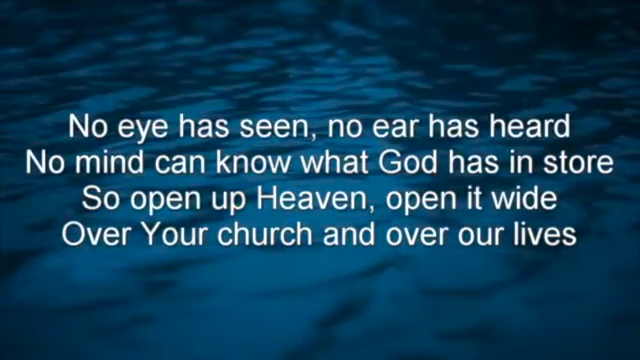 No eye has seen, no ear has heard
No mind can know what God has in store
So open up Heaven, open it wide
Over Your church and over our lives